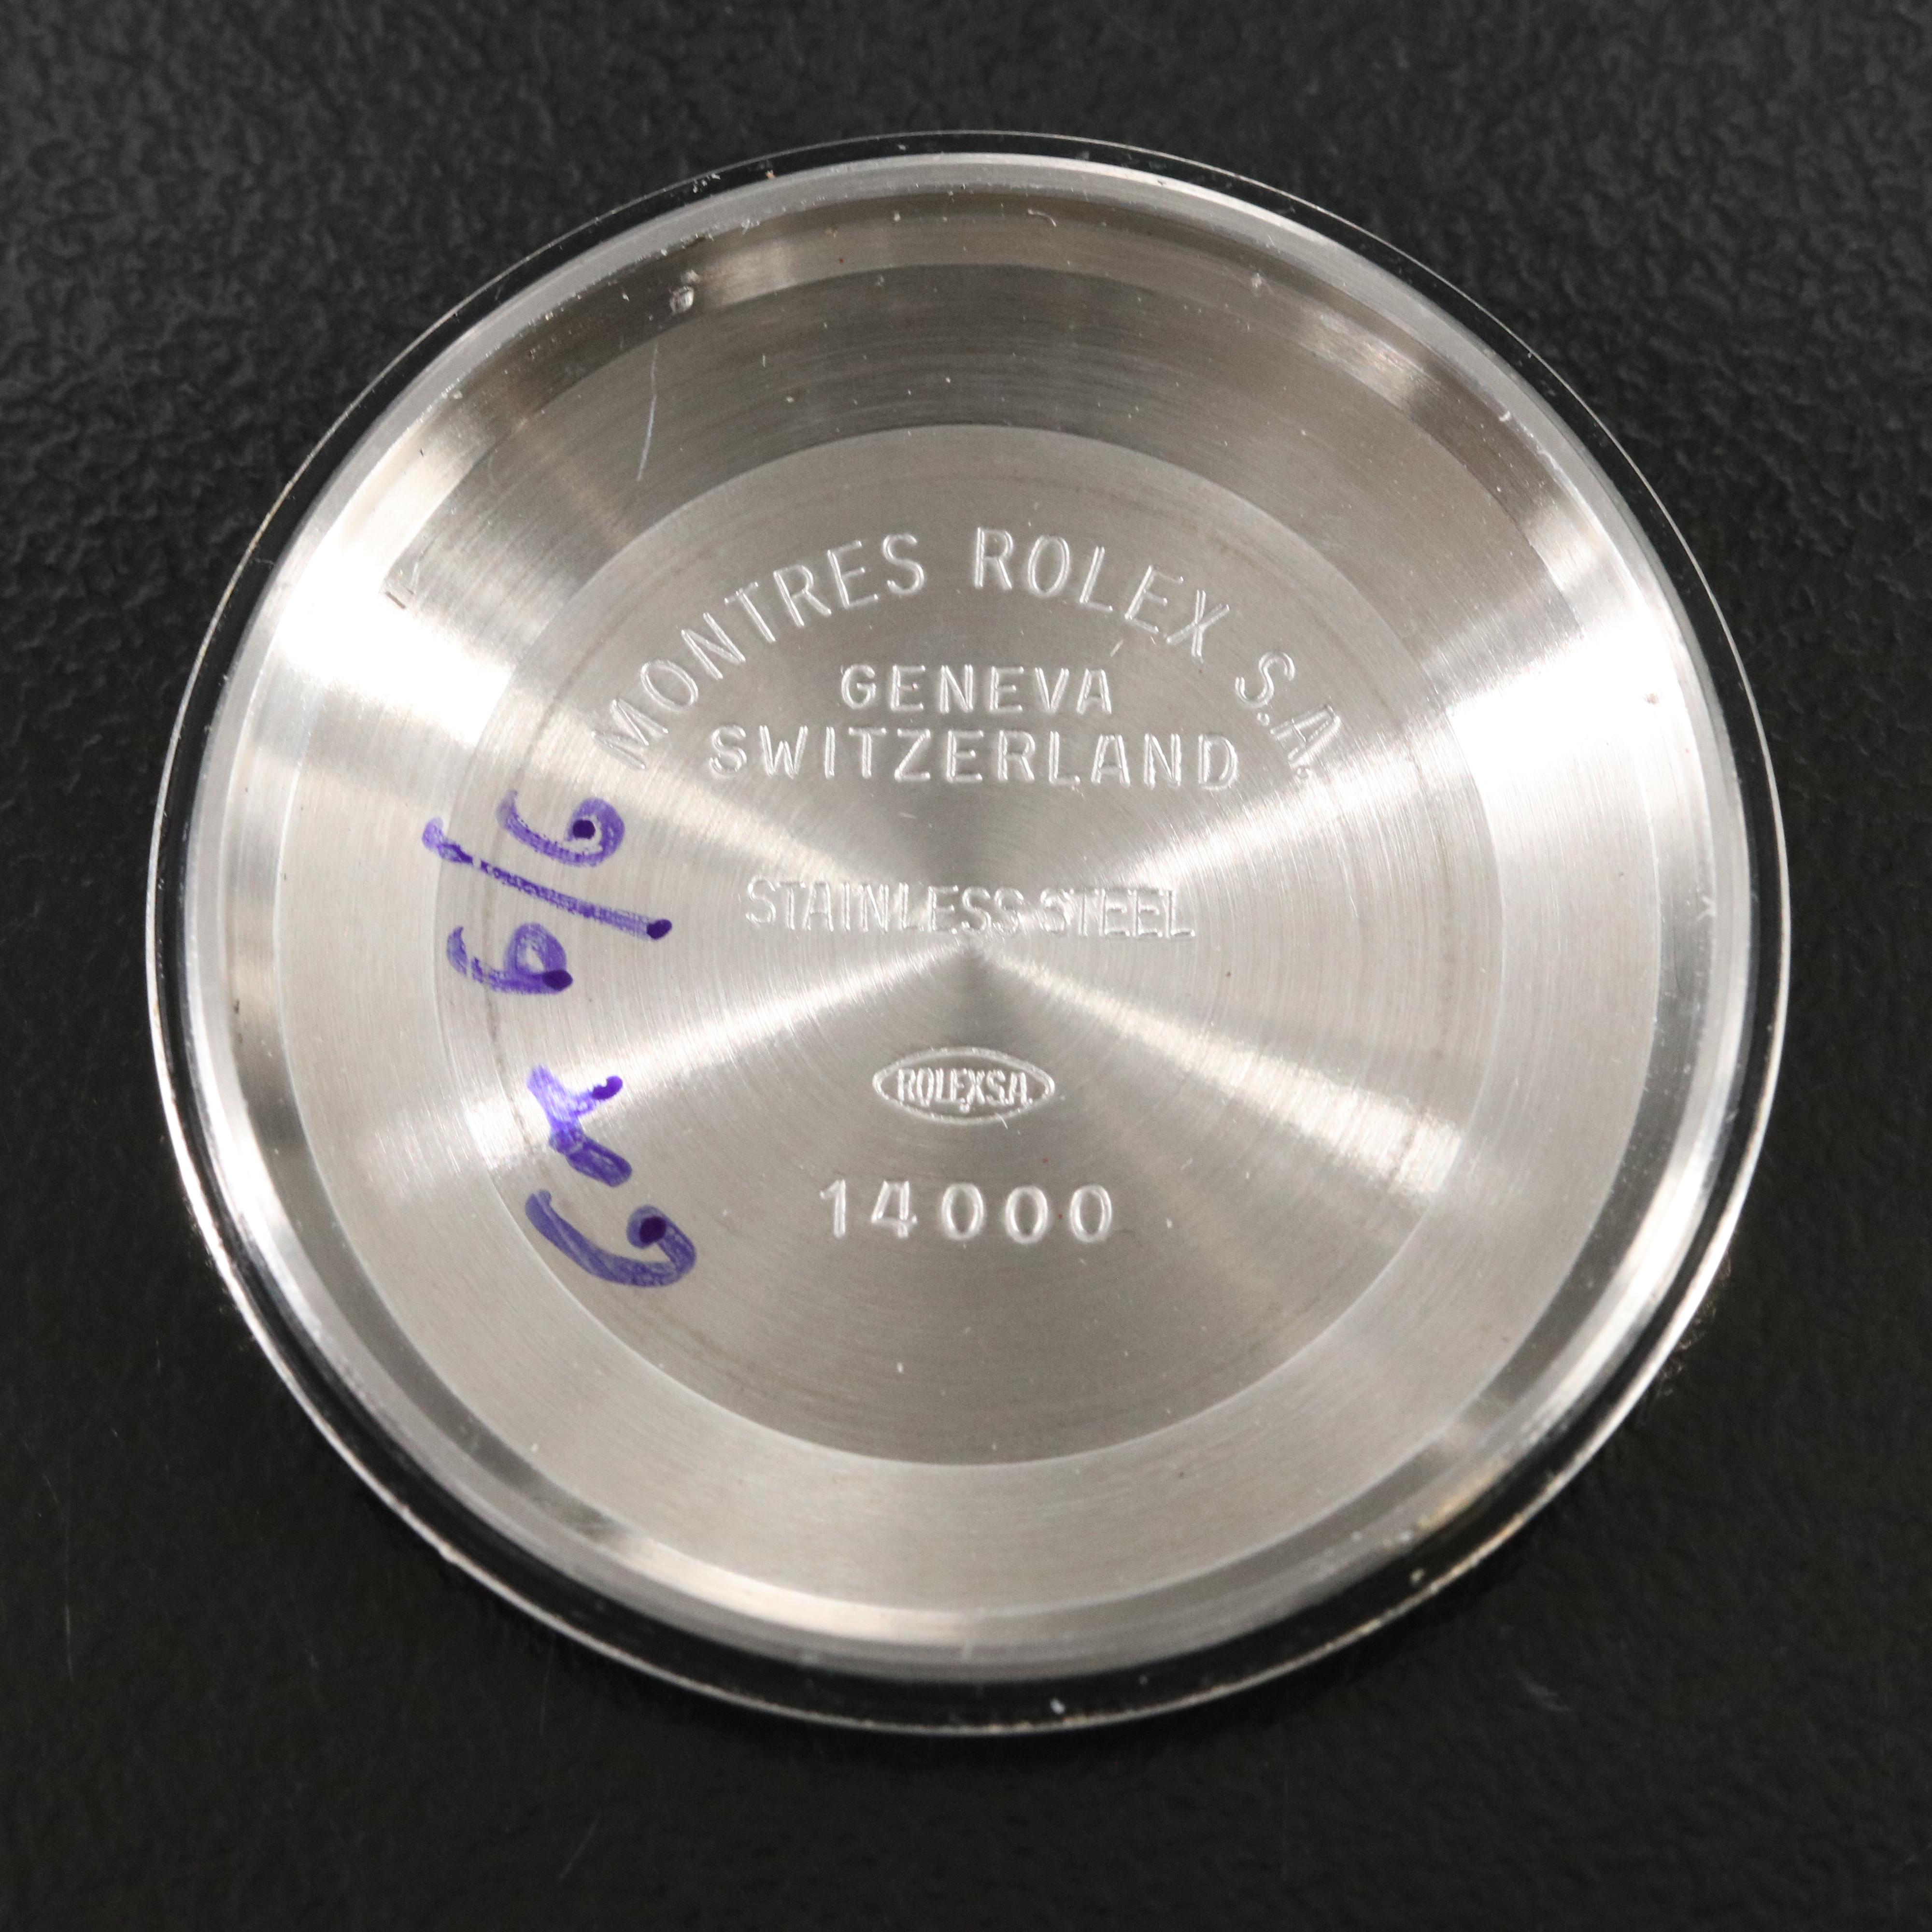 MONTRES ROLEX S.A.
GENEVA
SWITZERLAND
STAINLESS STEEL
ROLEX S.A.
14000